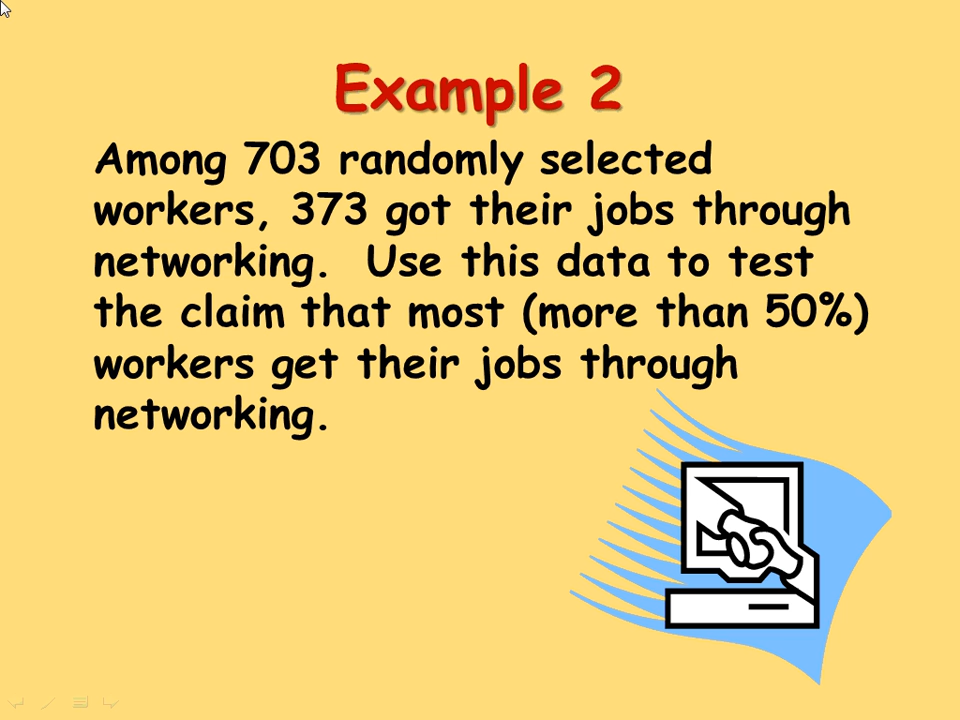 Example 2
Among 703 randomly selected
workers, 373 got their jobs through
networking.  Use this data to test
the claim that most (more than 50%)
workers get their jobs through
networking.